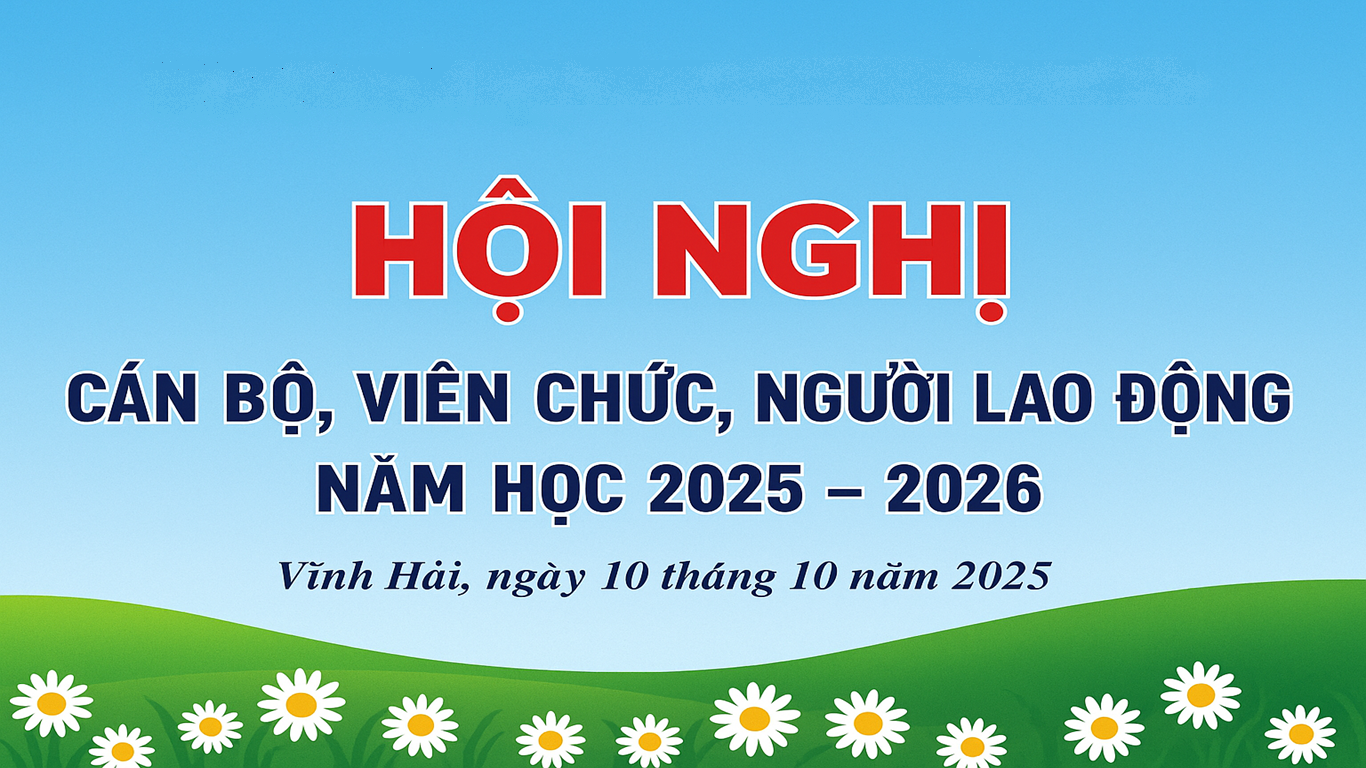 HỘI NGHỊ
CÁN BỘ, VIÊN CHỨC, NGƯỜI LAO ĐỘNG
NĂM HỌC 2025 – 2026
Vĩnh Hải, ngày 10 tháng 10 năm 2025